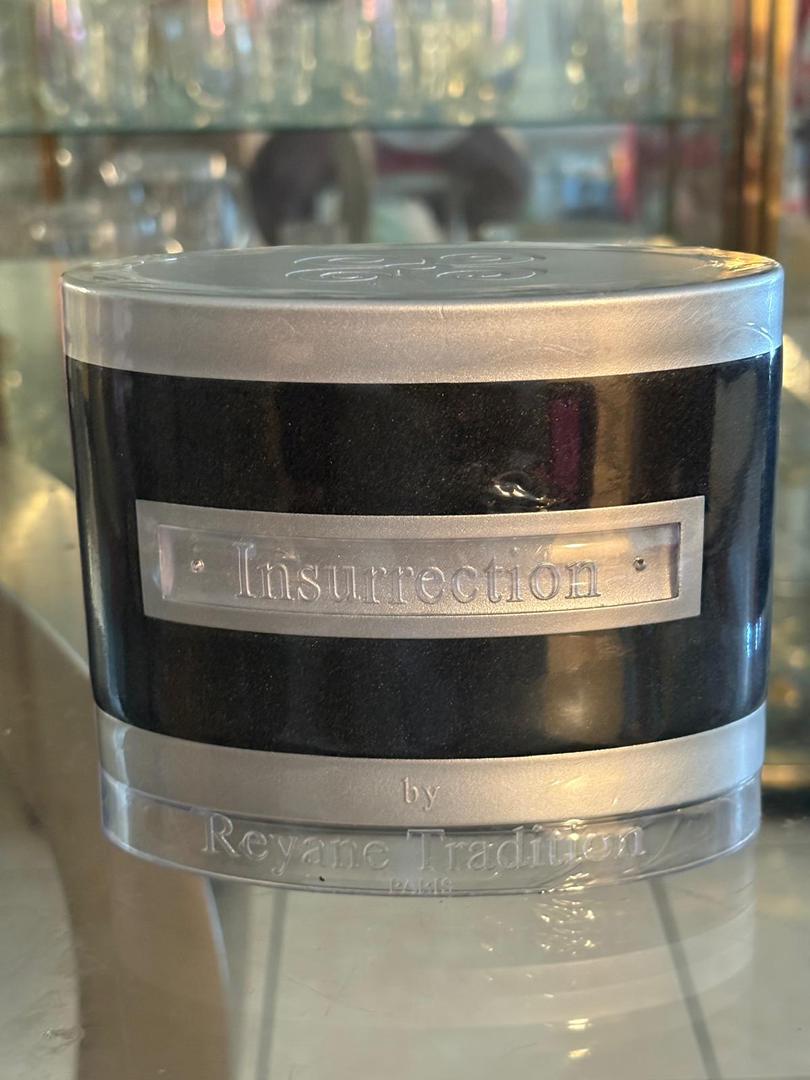 Insurrection
by
Reyane Tradition
PARIS